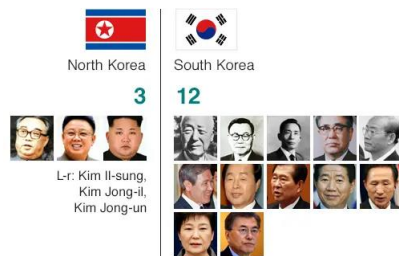 North Korea
3
L-r: Kim Il-sung,
Kim Jong-il,
Kim Jong-un
South Korea
12